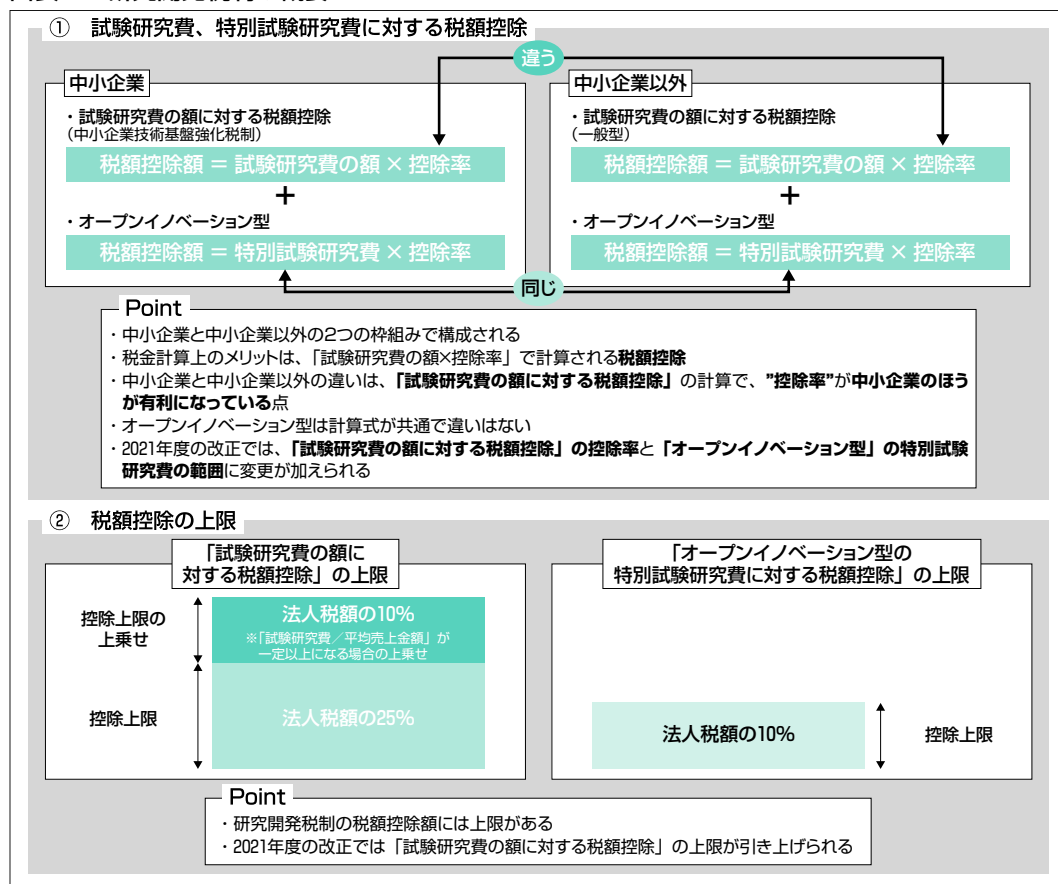 ① 試験研究費、特別試験研究費に対する税額控除
違う
中小企業
・試験研究費の額に対する税額控除
(中小企業技術基盤強化税制)
税額控除額 = 試験研究費の額 × 控除率
+
・オープンイノベーション型
税額控除額 = 特別試験研究費 × 控除率
中小企業以外
・試験研究費の額に対する税額控除
(一般型)
税額控除額 = 試験研究費の額 × 控除率
+
・オープンイノベーション型
税額控除額 = 特別試験研究費 × 控除率
同じ
Point
・中小企業と中小企業以外の2つの枠組みで構成される
・税金計算上のメリットは、「試験研究費の額×控除率」で計算される税額控除
・中小企業と中小企業以外の違いは、「試験研究費の額に対する税額控除」の計算で、”控除率”が中小企業のほう
が有利になっている点
・オープンイノベーション型は計算式が共通で違いはない
・2021年度の改正では、「試験研究費の額に対する税額控除」の控除率と「オープンイノベーション型」の特別試験
研究費の範囲に変更が加えられる
② 税額控除の上限
「試験研究費の額に
対する税額控除」の上限
控除上限の
上乗せ
法人税額の10%
※「試験研究費／平均売上金額」が
一定以上になる場合の上乗せ
控除上限
法人税額の25%
「オープンイノベーション型の
特別試験研究費に対する税額控除」の上限
法人税額の10%
控除上限
Point
・研究開発税制の税額控除額には上限がある
・2021年度の改正では「試験研究費の額に対する税額控除」の上限が引き上げられる